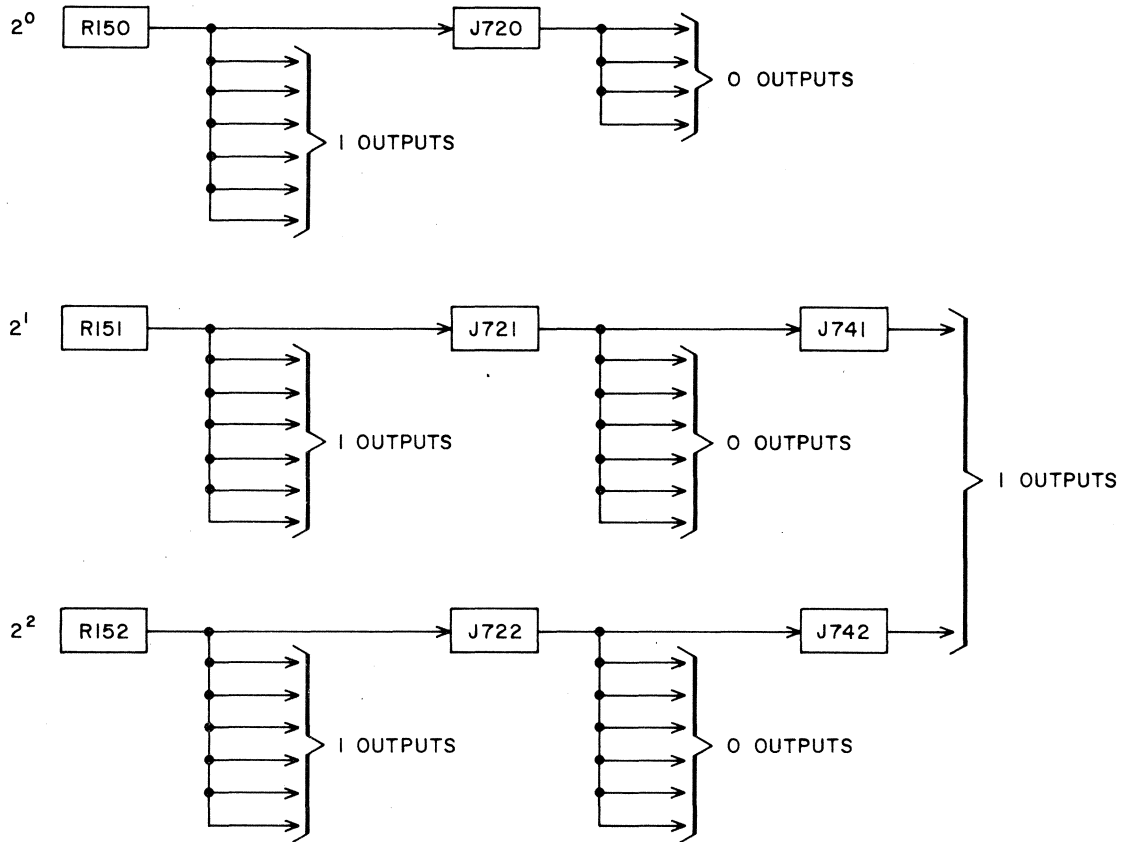 2⁰ R150 J720
0 OUTPUTS
1 OUTPUTS
2¹ R151 J721 J741
1 OUTPUTS 0 OUTPUTS
1 OUTPUTS
2² R152 J722 J742
1 OUTPUTS 0 OUTPUTS